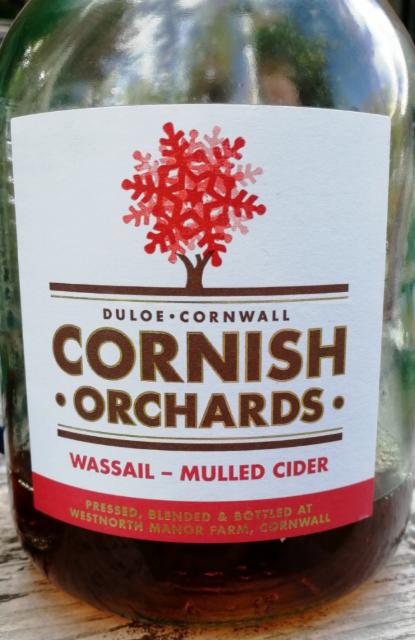 DULOE•CORNWALL
CORNISH
•ORCHARDS•
WASSAIL – MULLED CIDER
PRESSED, BLENDED & BOTTLED AT
WESTNORTH MANOR FARM, CORNWALL